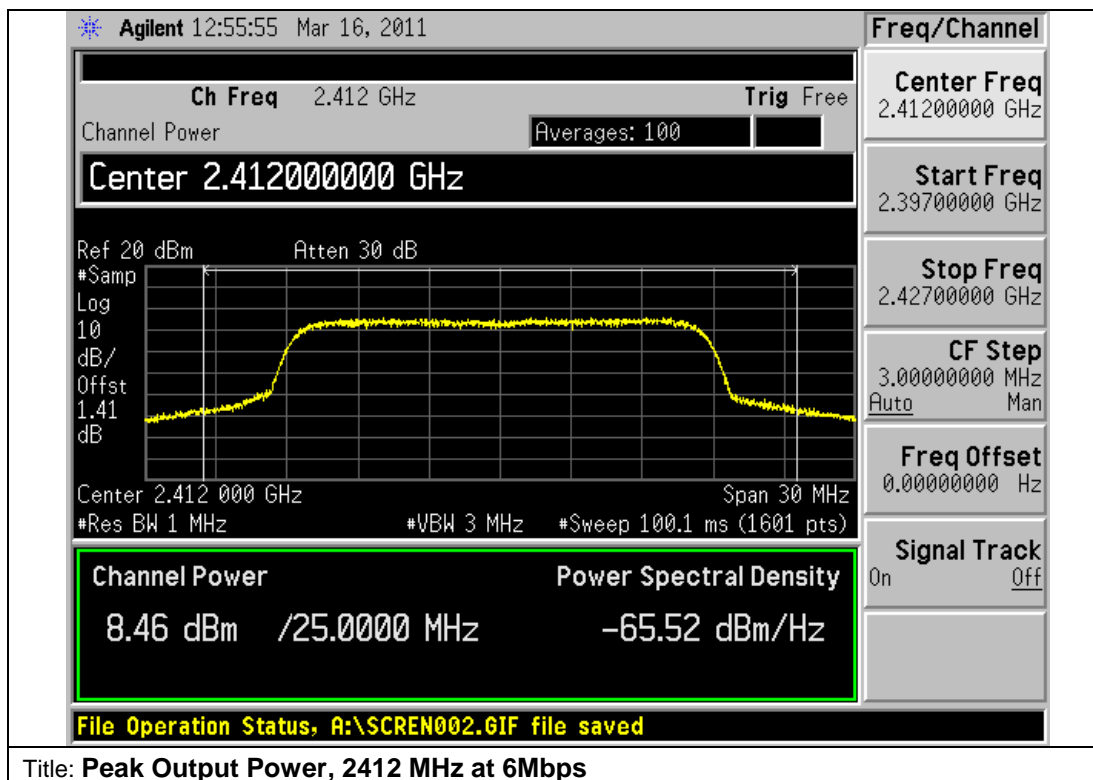 Agilent 12:55:55 Mar 16, 2011
Freq/Channel
Ch Freq 2.412 GHz Trig Free
Channel Power Averages: 100
Center 2.412000000 GHz
Ref 20 dBm Atten 30 dB
#Samp
Log
10
dB/
Offst
1.41
dB
Center 2.412 000 GHz Span 30 MHz
#Res BW 1 MHz #VBW 3 MHz #Sweep 100.1 ms (1601 pts)
Channel Power Power Spectral Density
8.46 dBm /25.0000 MHz -65.52 dBm/Hz
File Operation Status, A:\SCREN002.GIF file saved
Center Freq
2.41200000 GHz
Start Freq
2.39700000 GHz
Stop Freq
2.42700000 GHz
CF Step
3.00000000 MHz
Auto Man
Freq Offset
0.00000000 Hz
Signal Track
On Off
Title: Peak Output Power, 2412 MHz at 6Mbps